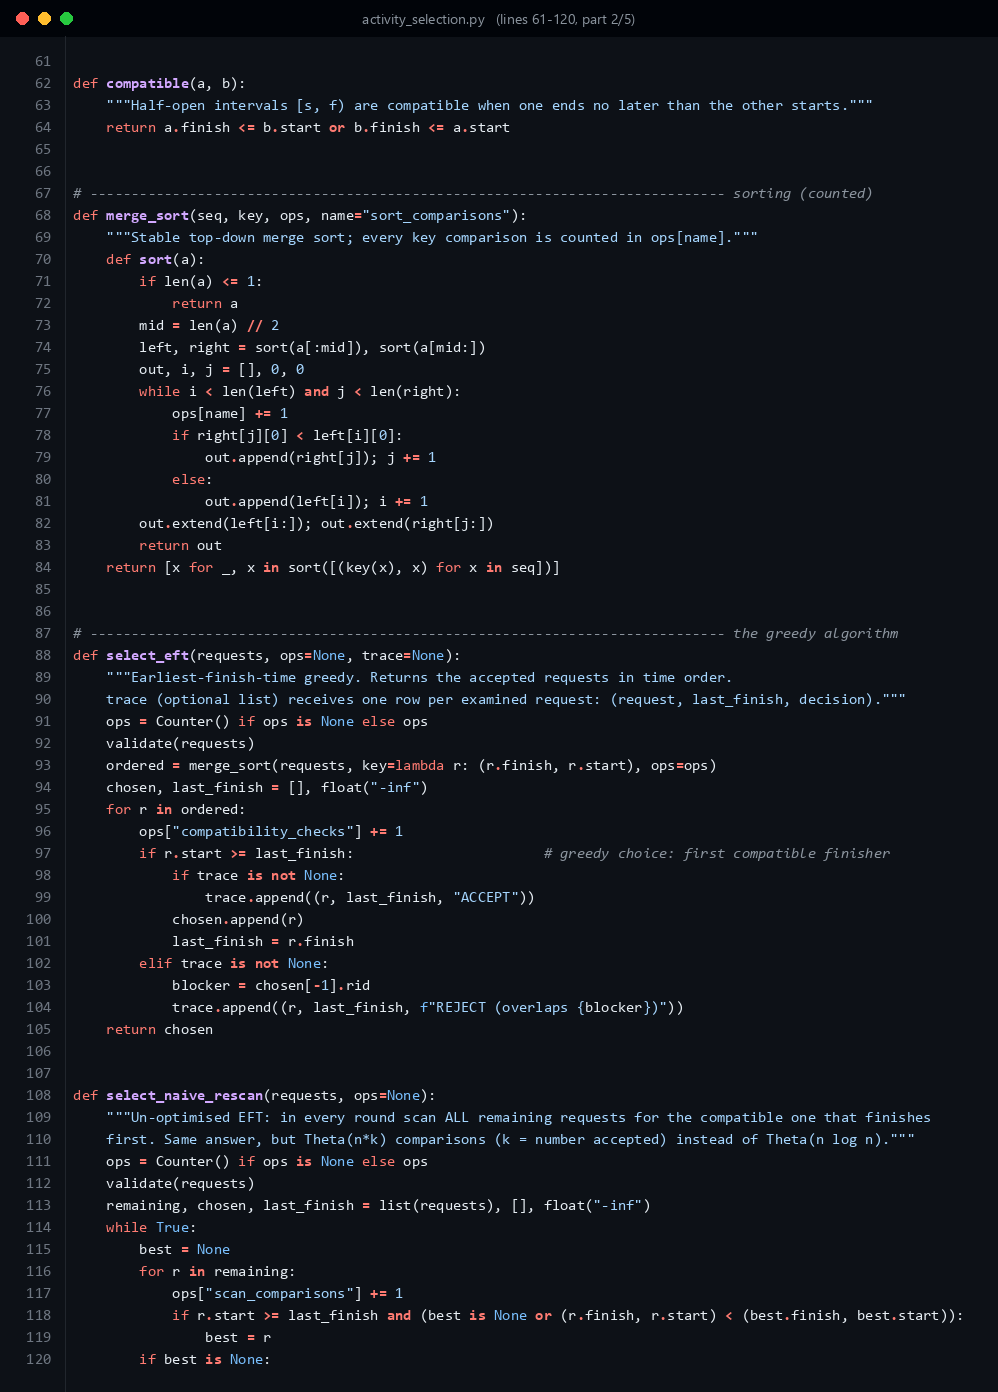 activity_selection.py (lines 61-120, part 2/5)
61
62 def compatible(a, b):
63     """Half-open intervals [s, f) are compatible when one ends no later than the other starts."""
64     return a.finish <= b.start or b.finish <= a.start
65
66
67 # ----------------------------------------------------------------------------- sorting (counted)
68 def merge_sort(seq, key, ops, name="sort_comparisons"):
69     """Stable top-down merge sort; every key comparison is counted in ops[name]."""
70     def sort(a):
71         if len(a) <= 1:
72             return a
73         mid = len(a) // 2
74         left, right = sort(a[:mid]), sort(a[mid:])
75         out, i, j = [], 0, 0
76         while i < len(left) and j < len(right):
77             ops[name] += 1
78             if right[j][0] < left[i][0]:
79                 out.append(right[j]); j += 1
80             else:
81                 out.append(left[i]); i += 1
82         out.extend(left[i:]); out.extend(right[j:])
83         return out
84     return [x for _, x in sort([(key(x), x) for x in seq])]
85
86
87 # ----------------------------------------------------------------------------- the greedy algorithm
88 def select_eft(requests, ops=None, trace=None):
89     """Earliest-finish-time greedy. Returns the accepted requests in time order.
90     trace (optional list) receives one row per examined request: (request, last_finish, decision)."""
91     ops = Counter() if ops is None else ops
92     validate(requests)
93     ordered = merge_sort(requests, key=lambda r: (r.finish, r.start), ops=ops)
94     chosen, last_finish = [], float("-inf")
95     for r in ordered:
96         ops["compatibility_checks"] += 1
97         if r.start >= last_finish:                       # greedy choice: first compatible finisher
98             if trace is not None:
99                 trace.append((r, last_finish, "ACCEPT"))
100             chosen.append(r)
101             last_finish = r.finish
102         elif trace is not None:
103             blocker = chosen[-1].rid
104             trace.append((r, last_finish, f"REJECT (overlaps {blocker})"))
105     return chosen
106
107
108 def select_naive_rescan(requests, ops=None):
109     """Un-optimised EFT: in every round scan ALL remaining requests for the compatible one that finishes
110     first. Same answer, but Theta(n*k) comparisons (k = number accepted) instead of Theta(n log n)."""
111     ops = Counter() if ops is None else ops
112     validate(requests)
113     remaining, chosen, last_finish = list(requests), [], float("-inf")
114     while True:
115         best = None
116         for r in remaining:
117             ops["scan_comparisons"] += 1
118             if r.start >= last_finish and (best is None or (r.finish, r.start) < (best.finish, best.start)):
119                 best = r
120         if best is None: